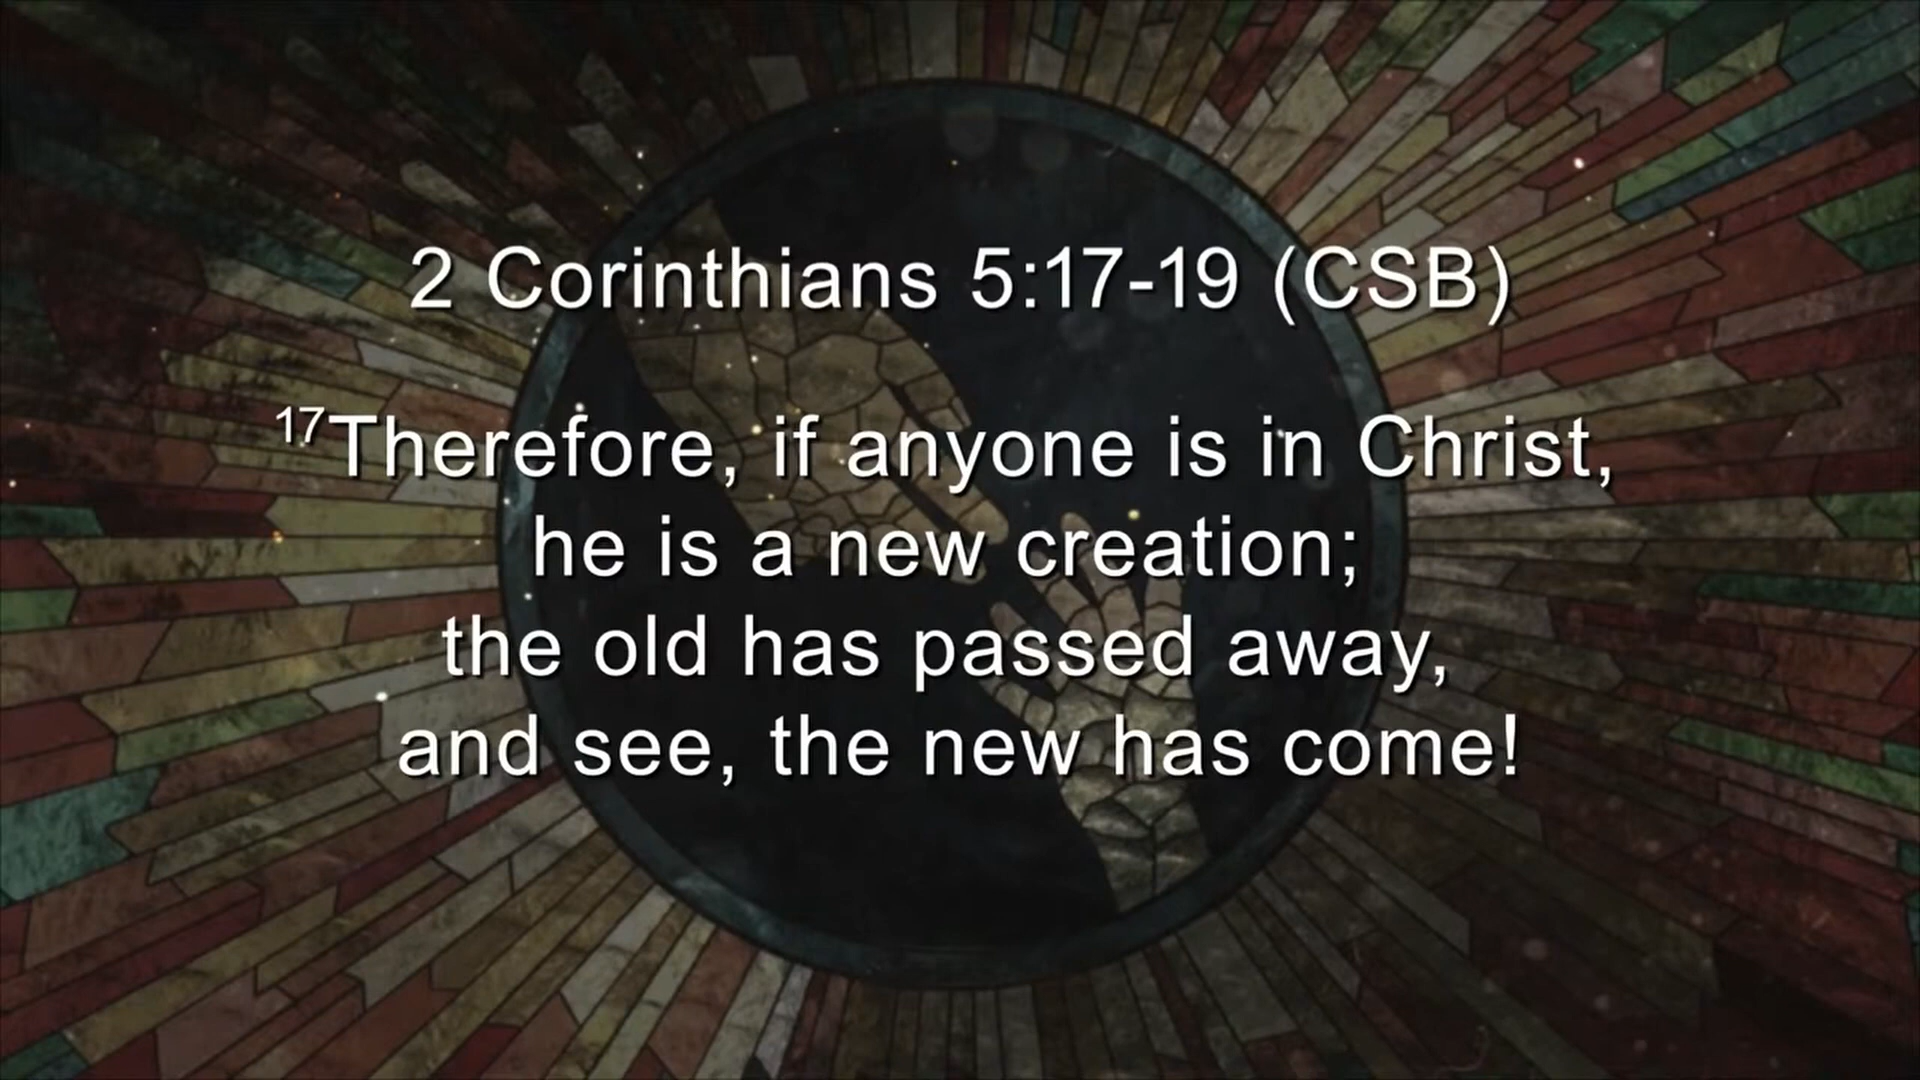 2 Corinthians 5:17-19 (CSB)
17Therefore, if anyone is in Christ,
he is a new creation;
the old has passed away,
and see, the new has come!